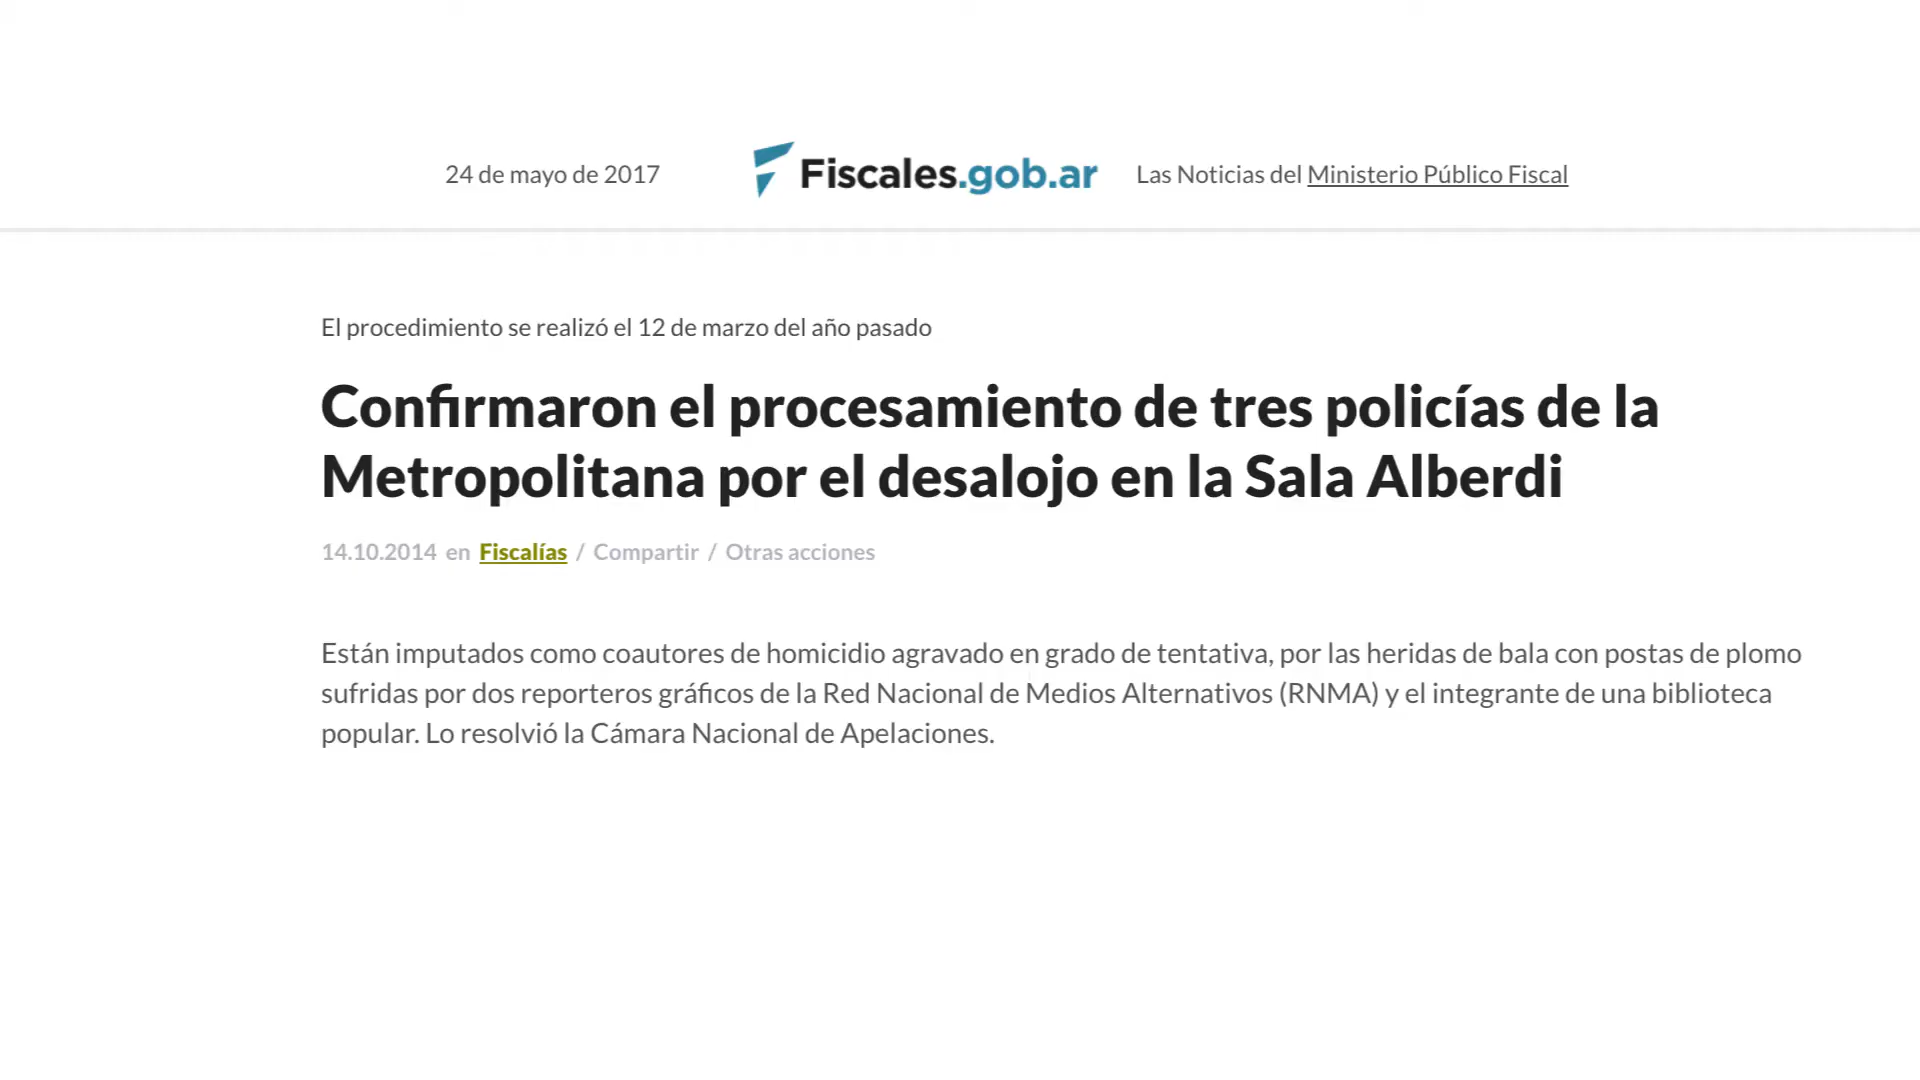 24 de mayo de 2017
Fiscales.gob.ar
Las Noticias del Ministerio Público Fiscal
El procedimiento se realizó el 12 de marzo del año pasado
Confirmaron el procesamiento de tres policías de la
Metropolitana por el desalojo en la Sala Alberdi
14.10.2014 en Fiscalías / Compartir / Otras acciones
Están imputados como coautores de homicidio agravado en grado de tentativa, por las heridas de bala con postas de plomo
sufridas por dos reporteros gráficos de la Red Nacional de Medios Alternativos (RNMA) y el integrante de una biblioteca
popular. Lo resolvió la Cámara Nacional de Apelaciones.